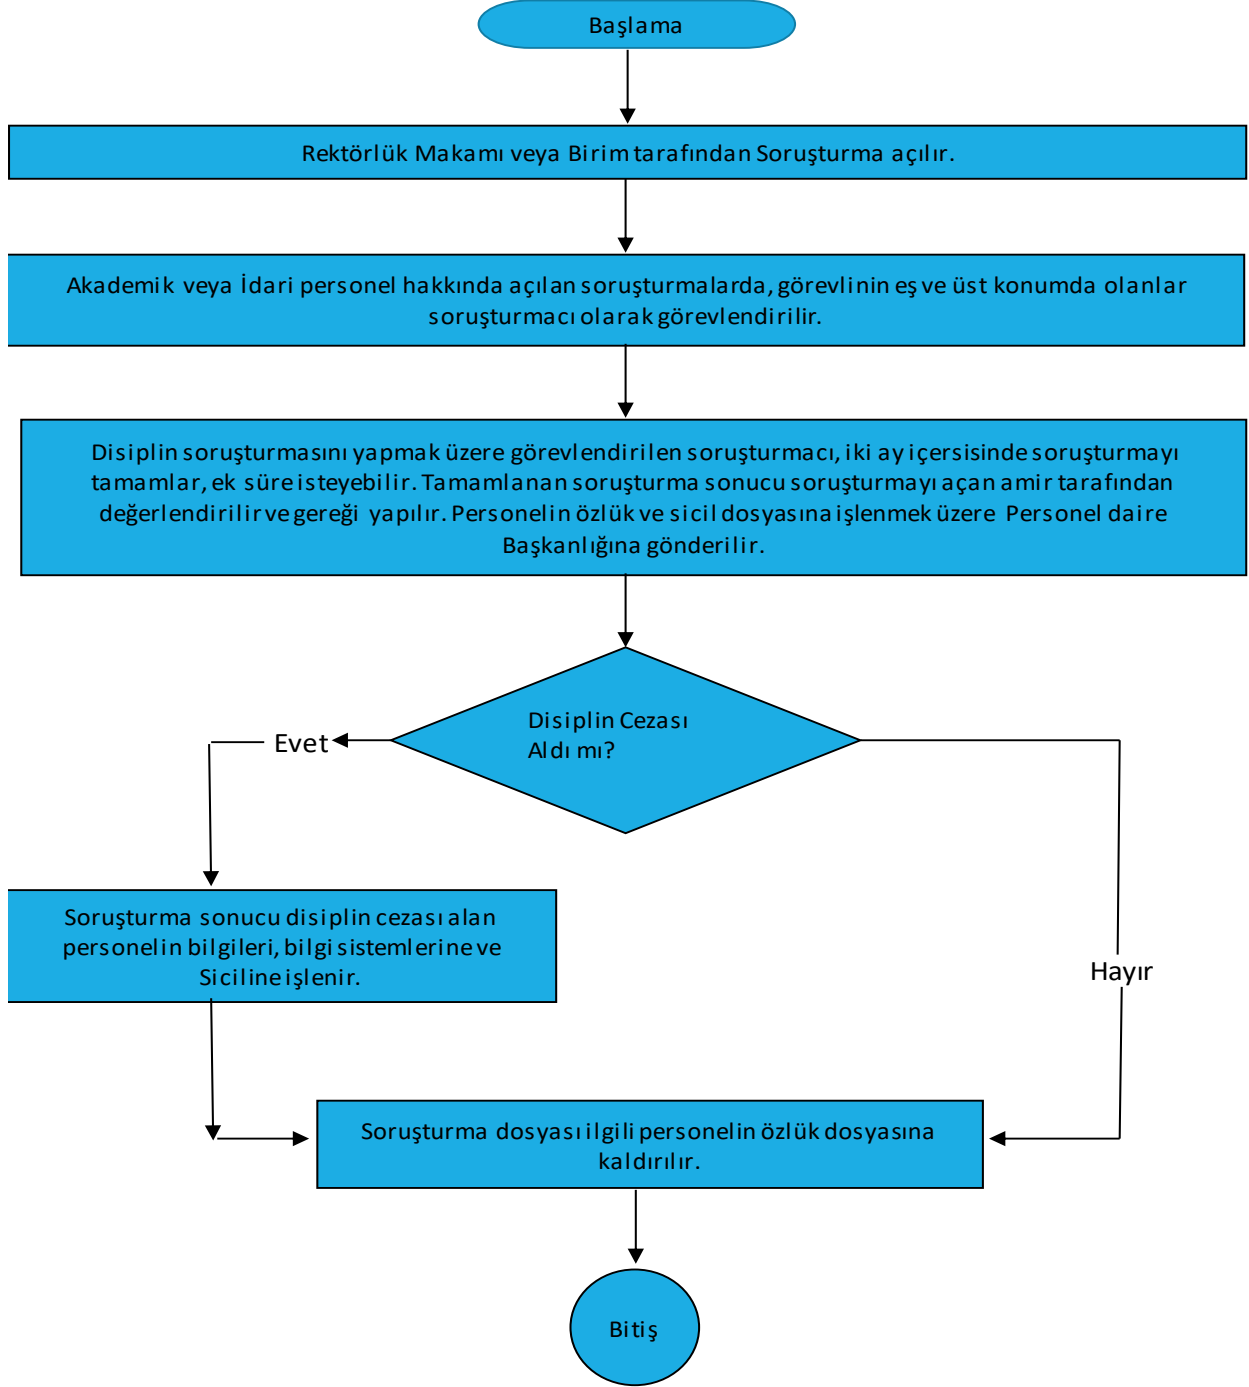 Başlama
Rektörlük Makamı veya Birim tarafından Soruşturma açılır.
Akademik veya İdari personel hakkında açılan soruşturmalarda, görevlinin eş ve üst konumda olanlar
soruşturmacı olarak görevlendirilir.
Disiplin soruşturmasını yapmak üzere görevlendirilen soruşturmacı, iki ay içersisinde soruşturmayı
tamamlar, ek süre isteyebilir. Tamamlanan soruşturma sonucu soruşturmayı açan amir tarafından
değerlendirilir ve gereği yapılır. Personelin özlük ve sicil dosyasına işlenmek üzere Personel daire
Başkanlığına gönderilir.
Disiplin Cezası
Aldı mı?
Evet
Soruşturma sonucu disiplin cezası alan
personelin bilgileri, bilgi sistemlerine ve
Siciline işlenir.
Hayır
Soruşturma dosyası ilgili personelin özlük dosyasına
kaldırılır.
Bitiş